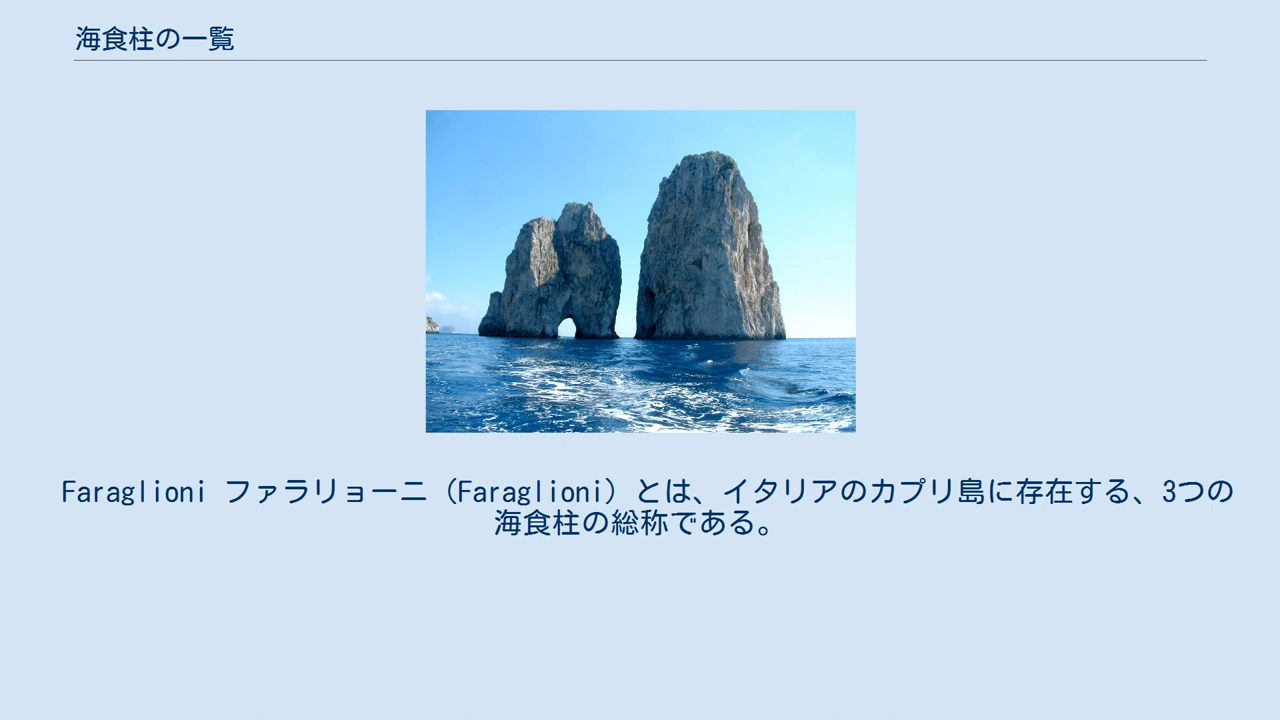 海食柱の一覧
Faraglioni ファラリョーニ（Faraglioni）とは、イタリアのカプリ島に存在する、3つの
海食柱の総称である。